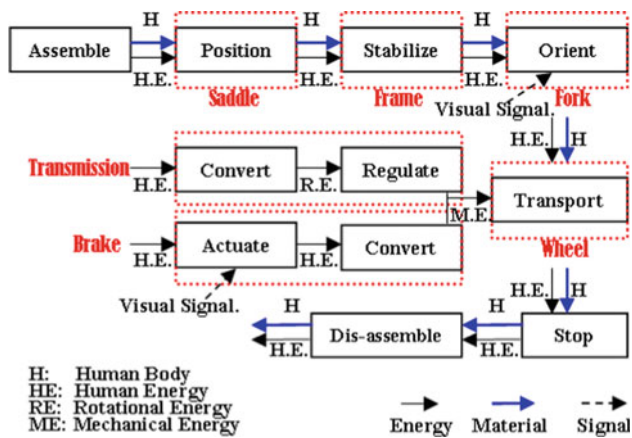 H H H
Assemble Position Stabilize Orient
H.E. H.E. H.E.
Saddle Frame Fork
Visual Signal.
H.E. H
Transmission Convert Regulate
H.E. R.E.
Transport
M.E.
Brake Actuate Convert
H.E. H.E.
Wheel
Visual Signal.
H.E. H
H H
Dis-assemble Stop
H.E. H.E.
H: Human Body
HE: Human Energy
RE: Rotational Energy
ME: Mechanical Energy
Energy Material Signal